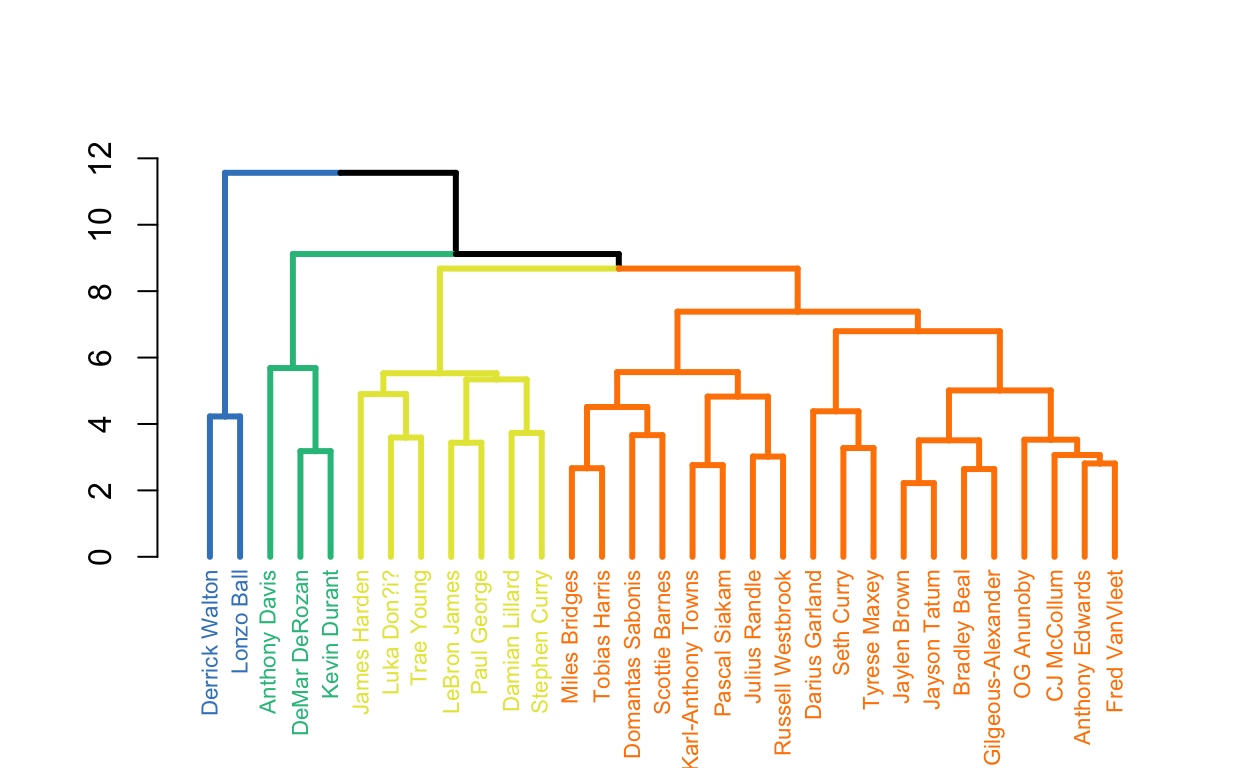 12
10
8
6
4
2
0
Derrick Walton
Lonzo Ball
Anthony Davis
DeMar DeRozan
Kevin Durant
James Harden
Luka Don?i?
Trae Young
LeBron James
Paul George
Damian Lillard
Stephen Curry
Miles Bridges
Tobias Harris
Domantas Sabonis
Scottie Barnes
Karl-Anthony Towns
Pascal Siakam
Julius Randle
Russell Westbrook
Darius Garland
Seth Curry
Tyrese Maxey
Jaylen Brown
Jayson Tatum
Bradley Beal
Gilgeous-Alexander
OG Anunoby
CJ McCollum
Anthony Edwards
Fred VanVleet